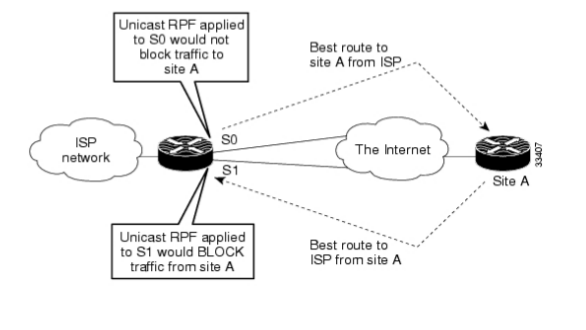 Unicast RPF applied
to S0 would not
block traffic to
site A
Best route to
site A from ISP
ISP
network
S0
S1
The Internet
Site A
33407
Unicast RPF applied
to S1 would BLOCK
traffic from site A
Best route to
ISP from site A